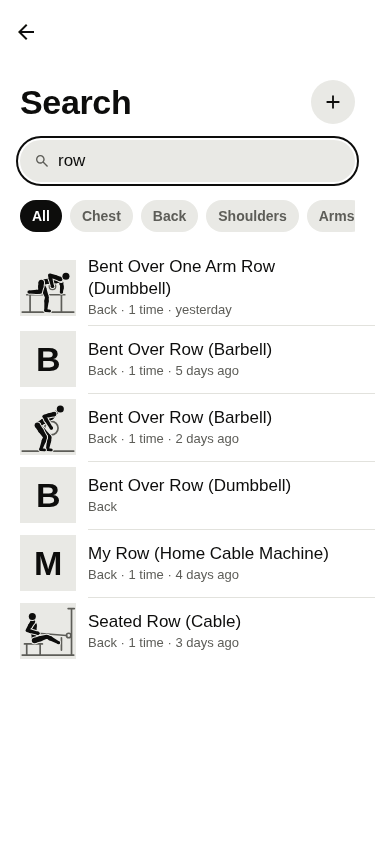 Search
row
All Chest Back Shoulders Arms
Bent Over One Arm Row
(Dumbbell)
Back · 1 time · yesterday
B
Bent Over Row (Barbell)
Back · 1 time · 5 days ago
Bent Over Row (Barbell)
Back · 1 time · 2 days ago
B
Bent Over Row (Dumbbell)
Back
M
My Row (Home Cable Machine)
Back · 1 time · 4 days ago
Seated Row (Cable)
Back · 1 time · 3 days ago